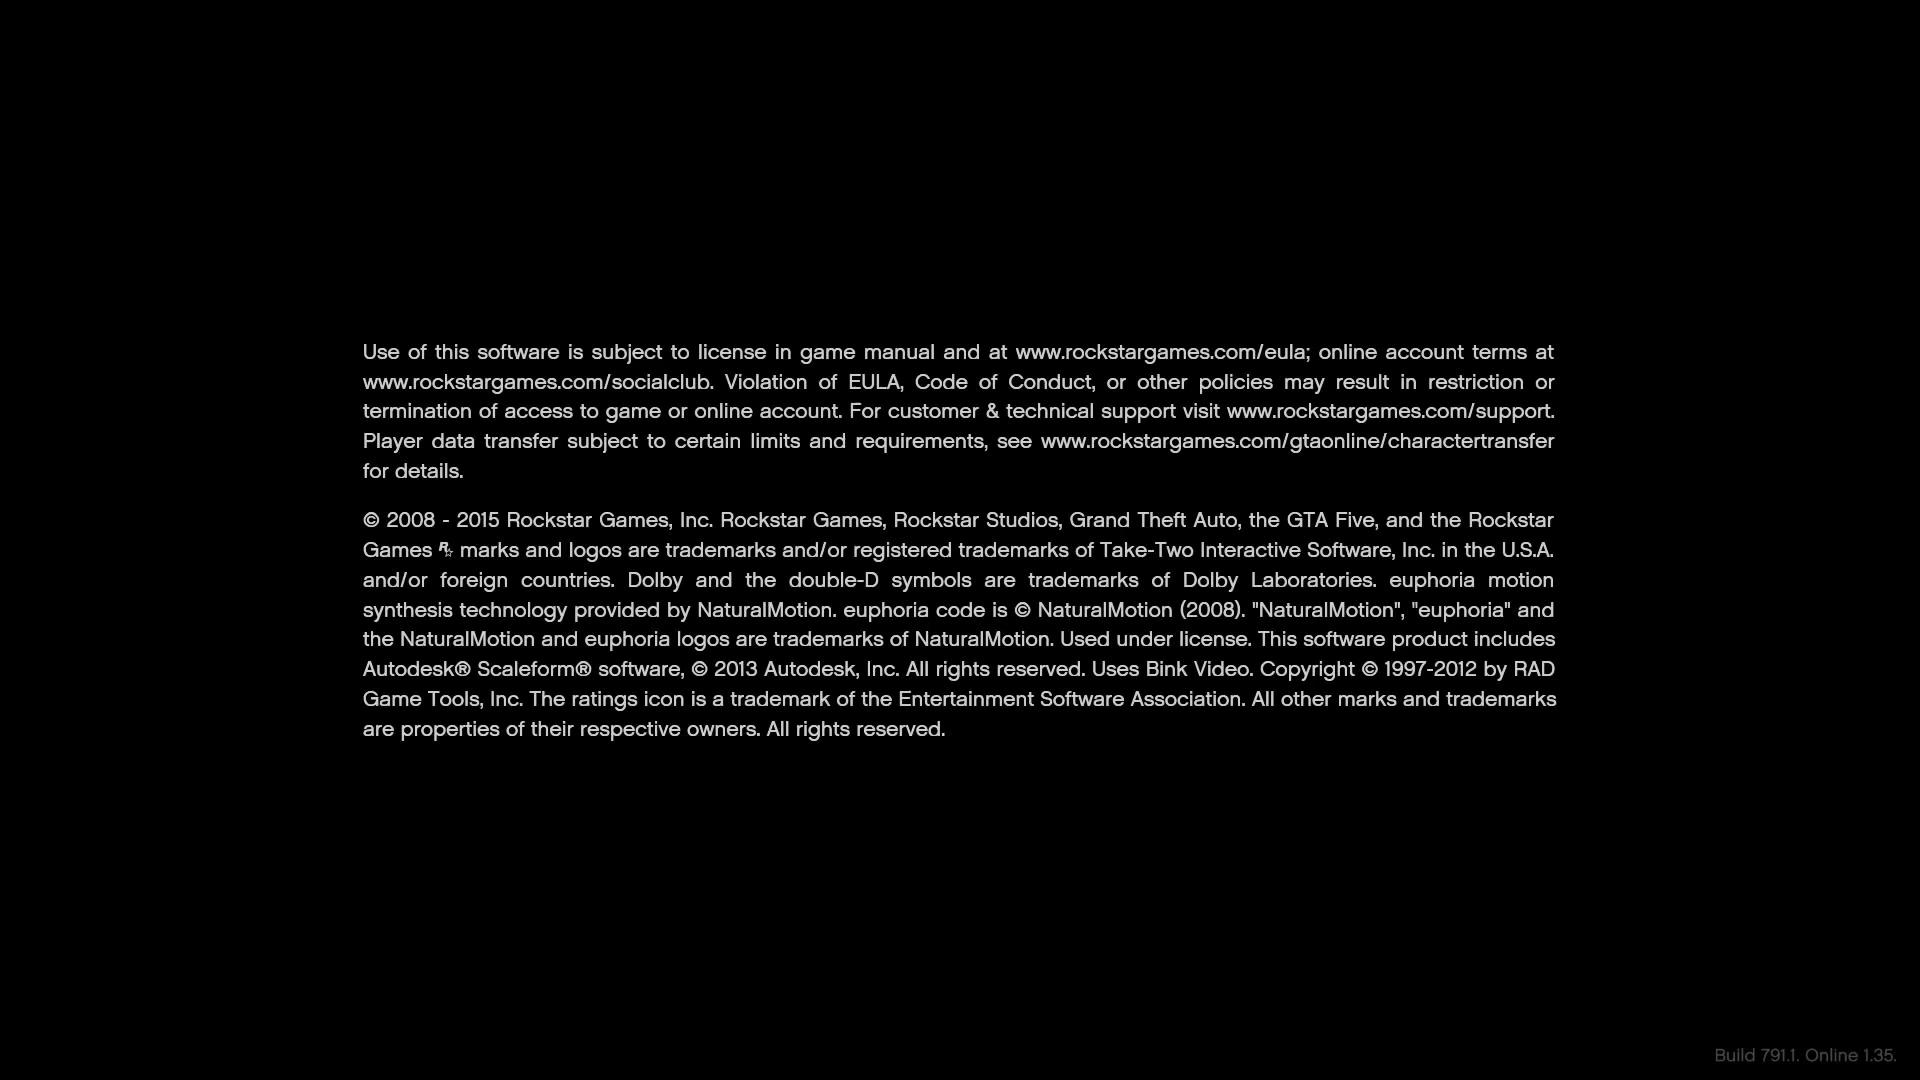 Use of this software is subject to license in game manual and at www.rockstargames.com/eula; online account terms at
www.rockstargames.com/socialclub. Violation of EULA, Code of Conduct, or other policies may result in restriction or
termination of access to game or online account. For customer & technical support visit www.rockstargames.com/support.
Player data transfer subject to certain limits and requirements, see www.rockstargames.com/gtaonline/charactertransfer
for details.
© 2008 - 2015 Rockstar Games, Inc. Rockstar Games, Rockstar Studios, Grand Theft Auto, the GTA Five, and the Rockstar
Games R* marks and logos are trademarks and/or registered trademarks of Take-Two Interactive Software, Inc. in the U.S.A.
and/or foreign countries. Dolby and the double-D symbols are trademarks of Dolby Laboratories. euphoria motion
synthesis technology provided by NaturalMotion. euphoria code is © NaturalMotion (2008). "NaturalMotion", "euphoria" and
the NaturalMotion and euphoria logos are trademarks of NaturalMotion. Used under license. This software product includes
Autodesk® Scaleform® software, © 2013 Autodesk, Inc. All rights reserved. Uses Bink Video. Copyright © 1997-2012 by RAD
Game Tools, Inc. The ratings icon is a trademark of the Entertainment Software Association. All other marks and trademarks
are properties of their respective owners. All rights reserved.
Build 791.1. Online 1.35.